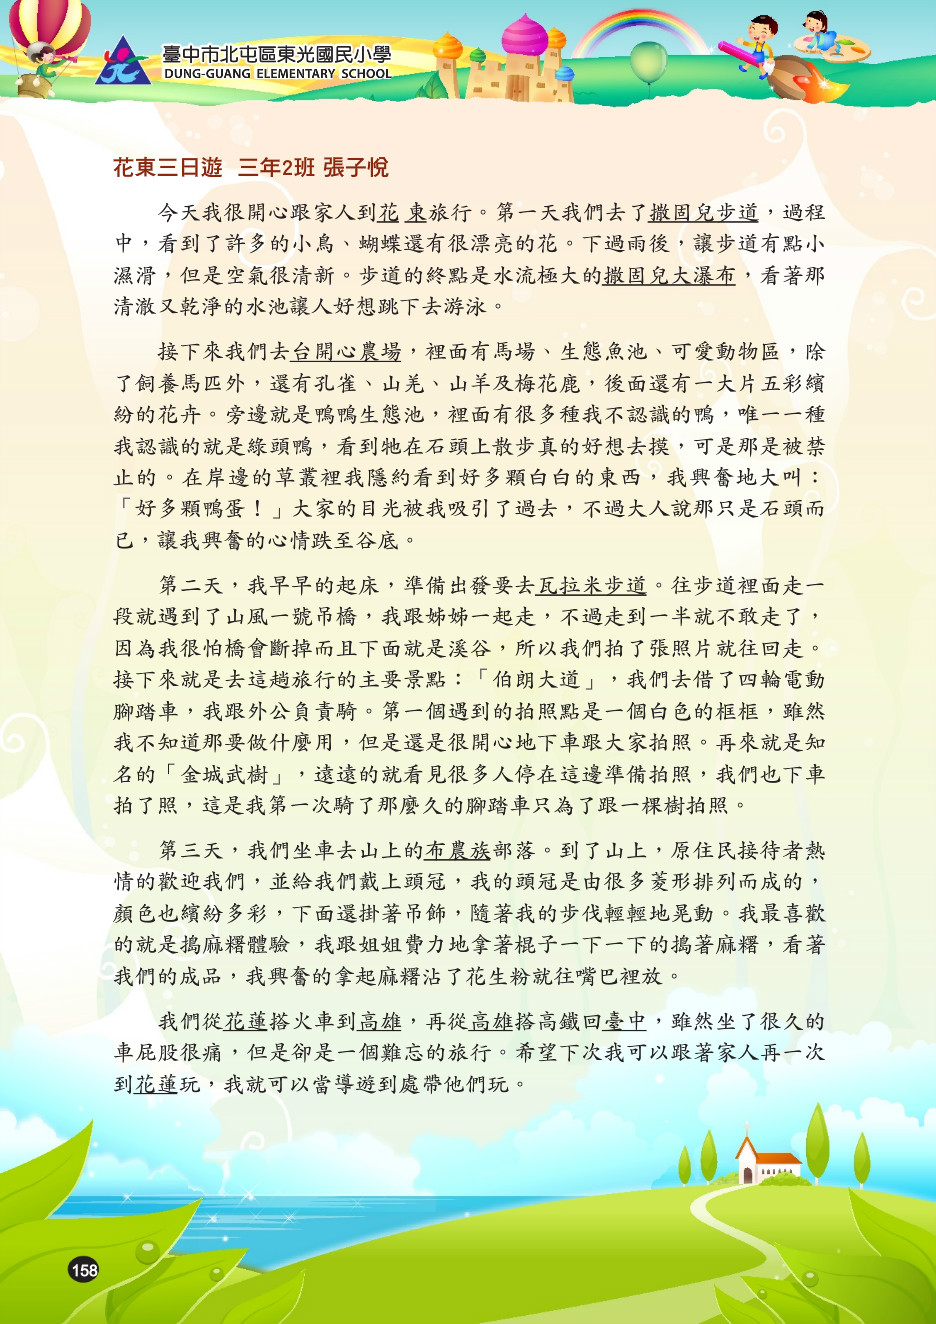 臺中市北屯區東光國民小學
DUNG-GUANG ELEMENTARY SCHOOL
花東三日遊 三年2班 張子悅
今天我很開心跟家人到花 東旅行。第一天我們去了撒固兒步道，過程
中，看到了許多的小鳥、蝴蝶還有很漂亮的花。下過雨後，讓步道有點小
濕滑，但是空氣很清新。步道的終點是水流極大的撒固兒大瀑布，看著那
清澈又乾淨的水池讓人好想跳下去游泳。
接下來我們去台開心農場，裡面有馬場、生態魚池、可愛動物區，除
了飼養馬匹外，還有孔雀、山羌、山羊及梅花鹿，後面還有一大片五彩繽
紛的花卉。旁邊就是鴨鴨生態池，裡面有很多種我不認識的鴨，唯一一種
我認識的就是綠頭鴨，看到牠在石頭上散步真的好想去摸，可是那是被禁
止的。在岸邊的草叢裡我隱約看到好多顆白白的東西，我興奮地大叫：
「好多顆鴨蛋！」大家的目光被我吸引了過去，不過大人說那只是石頭而
已，讓我興奮的心情跌至谷底。
第二天，我早早的起床，準備出發要去瓦拉米步道。往步道裡面走一
段就遇到了山風一號吊橋，我跟姊姊一起走，不過走到一半就不敢走了，
因為我很怕橋會斷掉而且下面就是溪谷，所以我們拍了張照片就往回走。
接下來就是去這趟旅行的主要景點：「伯朗大道」，我們去借了四輪電動
腳踏車，我跟外公負責騎。第一個遇到的拍照點是一個白色的框框，雖然
我不知道那要做什麼用，但是還是很開心地下車跟大家拍照。再來就是知
名的「金城武樹」，遠遠的就看見很多人停在這邊準備拍照，我們也下車
拍了照，這是我第一次騎了那麼久的腳踏車只為了跟一棵樹拍照。
第三天，我們坐車去山上的布農族部落。到了山上，原住民接待者熱
情的歡迎我們，並給我們戴上頭冠，我的頭冠是由很多菱形排列而成的，
顏色也繽紛多彩，下面還掛著吊飾，隨著我的步伐輕輕地晃動。我最喜歡
的就是搗麻糬體驗，我跟姐姐費力地拿著棍子一下一下的搗著麻糬，看著
我們的成品，我興奮的拿起麻糬沾了花生粉就往嘴巴裡放。
我們從花蓮搭火車到高雄，再從高雄搭高鐵回臺中，雖然坐了很久的
車屁股很痛，但是卻是一個難忘的旅行。希望下次我可以跟著家人再一次
到花蓮玩，我就可以當導遊到處帶他們玩。
158